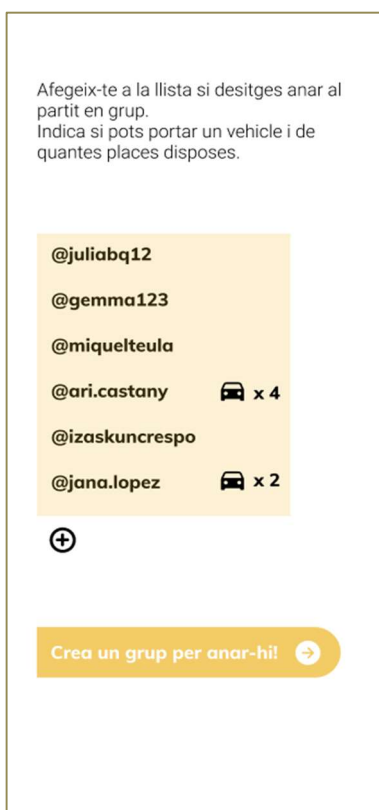 Afegeix-te a la llista si desitges anar al
partit en grup.
Indica si pots portar un vehicle i de
quantes places disposes.
@juliabq12
@gemma123
@miquelteula
@ari.castany x 4
@izaskuncrespo
@jana.lopez x 2
Crea un grup per anar-hi!